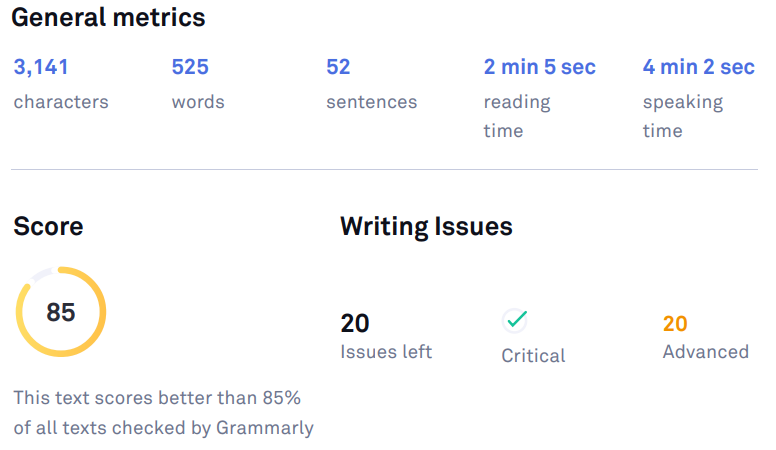 General metrics
3,141 525 52 2 min 5 sec 4 min 2 sec
characters words sentences reading speaking
time time
Score Writing Issues
85
20 20
Issues left Critical Advanced
This text scores better than 85%
of all texts checked by Grammarly